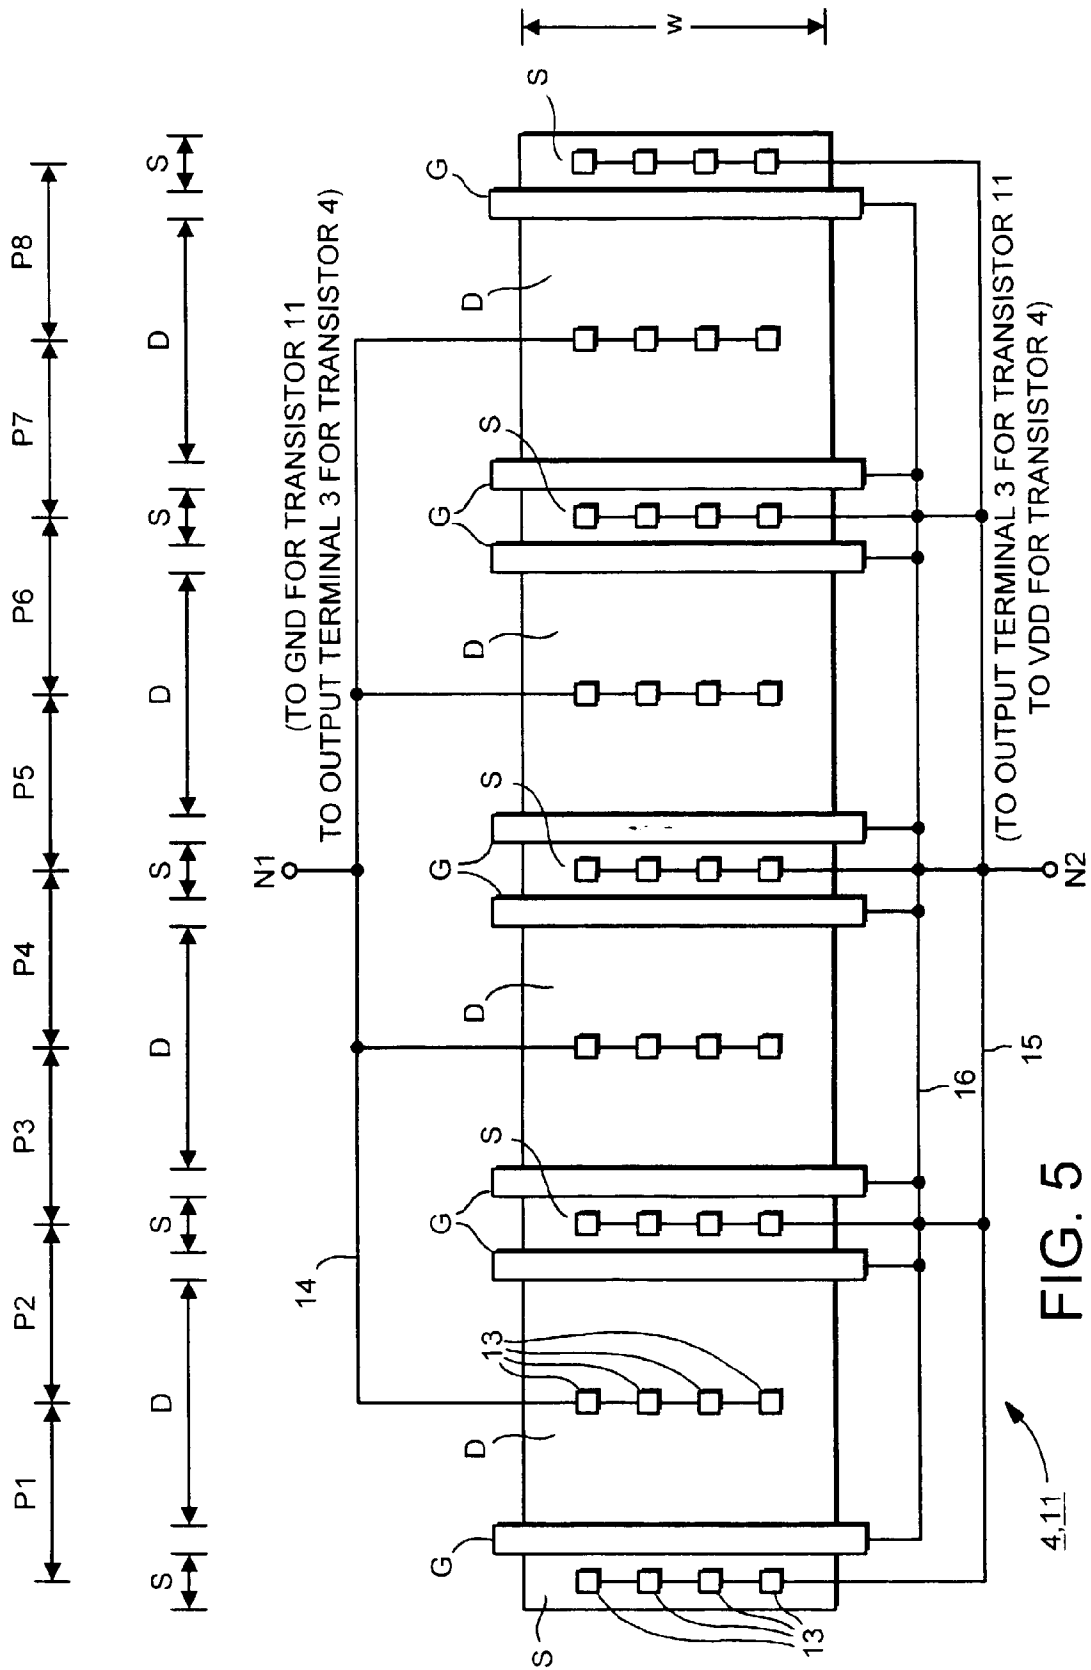 P1 P2 P3 P4 P5 P6 P7 P8
S D S D S D S D S
N1
(TO GND FOR TRANSISTOR 11
TO OUTPUT TERMINAL 3 FOR TRANSISTOR 4)
14
G G G G G
D D D D
13 S S S
S S
w
13
16
(TO OUTPUT TERMINAL 3 FOR TRANSISTOR 11
TO VDD FOR TRANSISTOR 4)
15
4,11
FIG. 5
N2